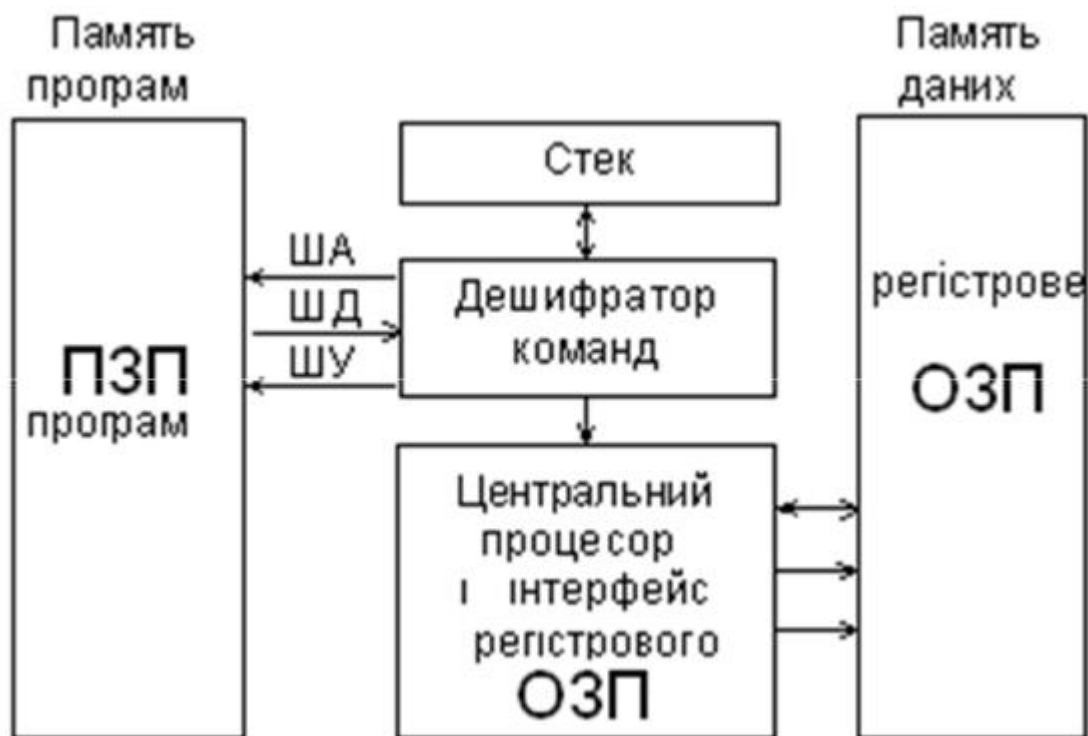 Память
програм
ПЗП
програм
ША
ШД
ШУ
Стек
Дешифратор
команд
Центральний
процесор
і інтерфейс
регістрового
ОЗП
Память
даних
регістрове
ОЗП